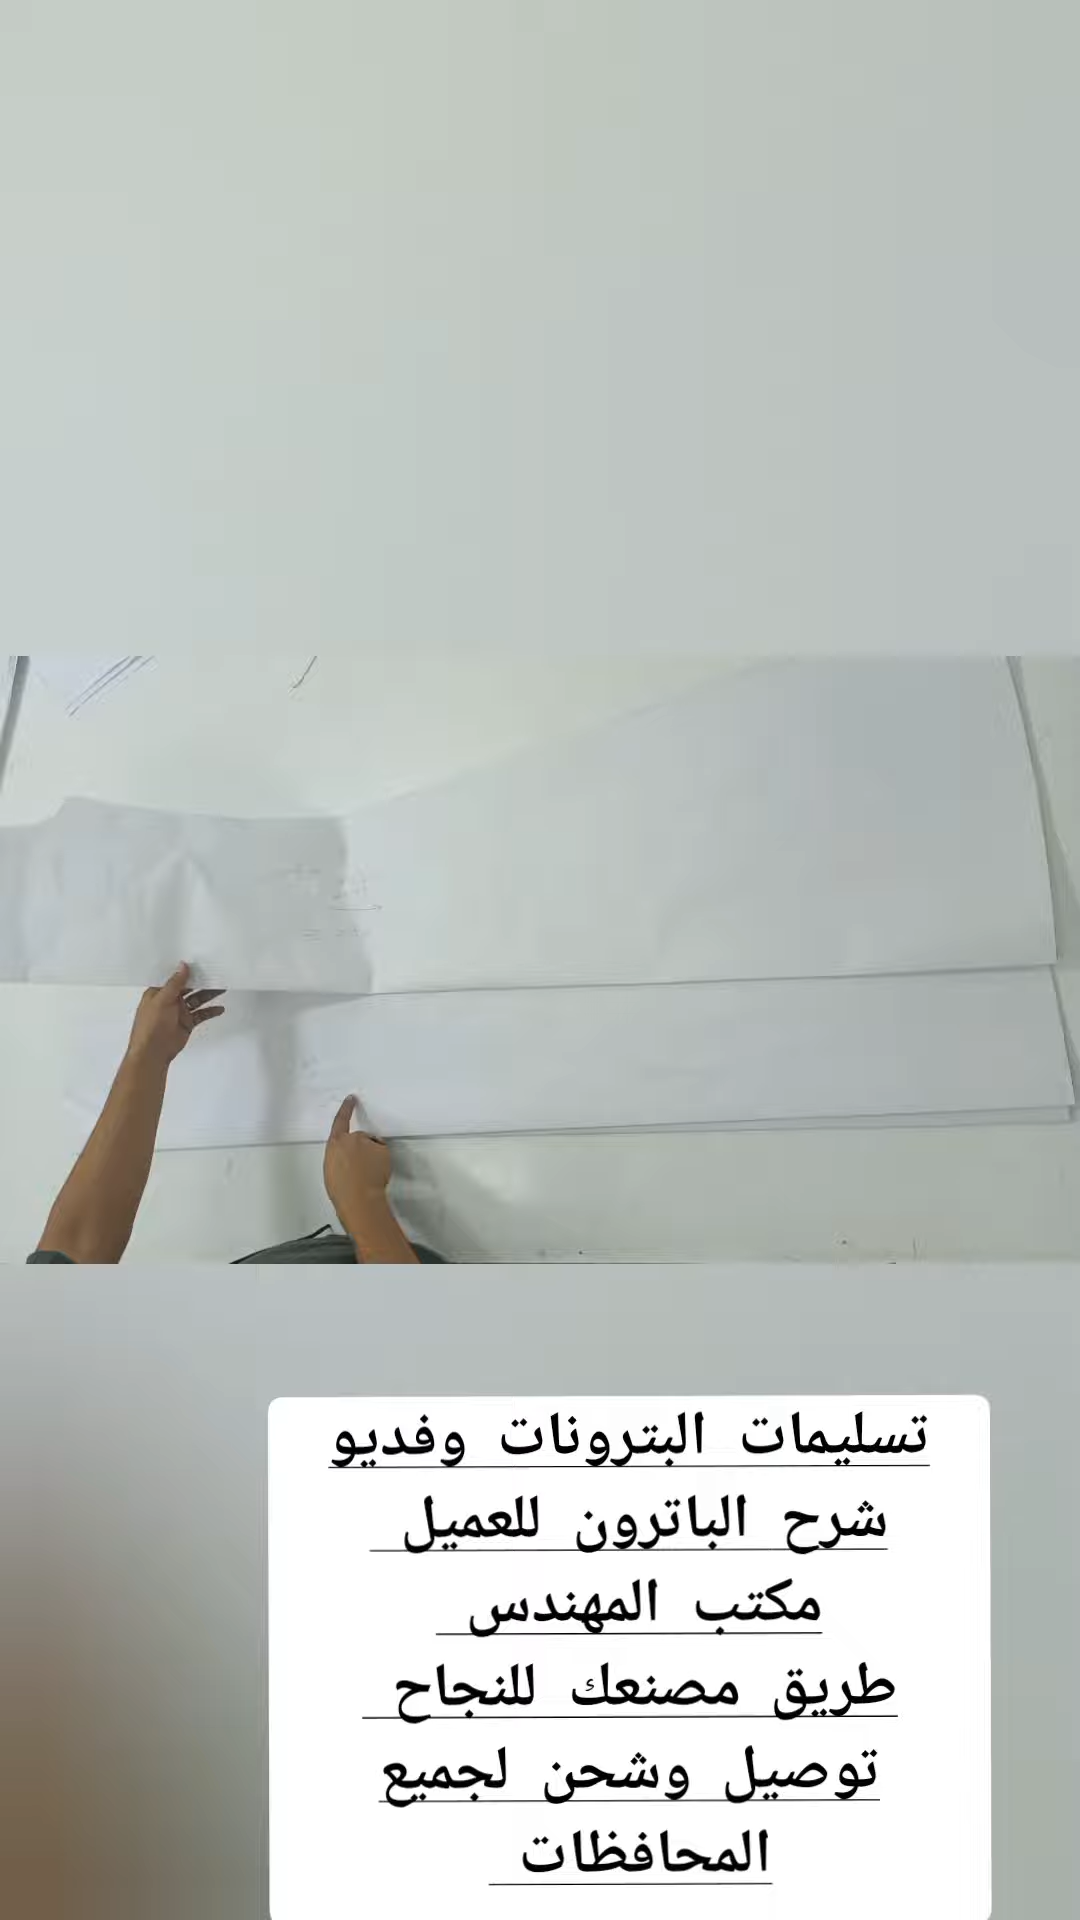 تسليمات البترونات وفديو
شرح الباترون للعميل
مكتب المهندس
طريق مصنعك للنجاح
توصيل وشحن لجميع
المحافظات